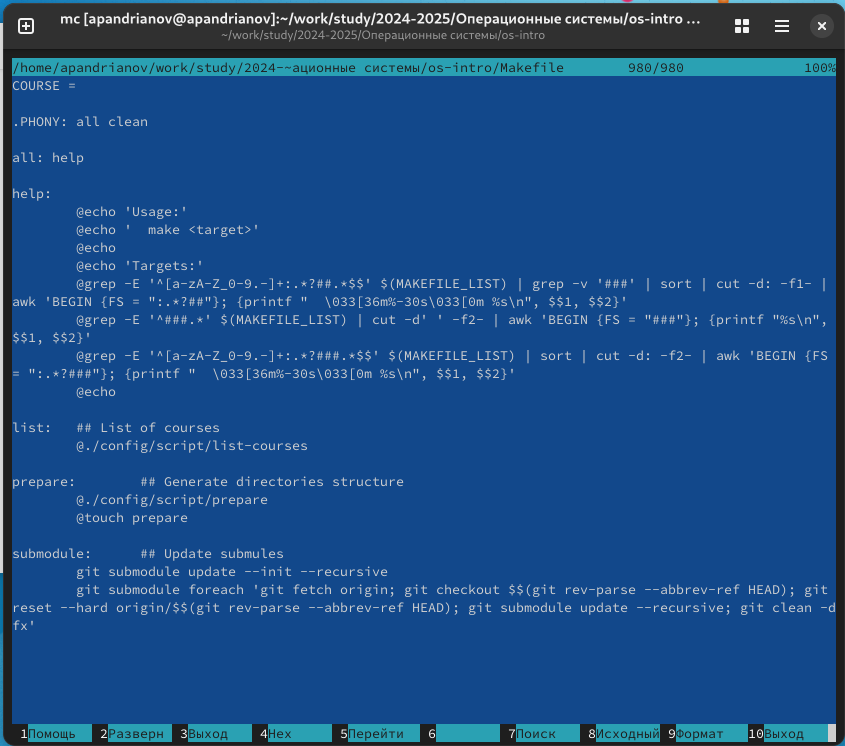 mc [apandrianov@apandrianov]:~/work/study/2024-2025/Операционные системы/os-intro ...
~/work/study/2024-2025/Операционные системы/os-intro
/home/apandrianov/work/study/2024~~ационные системы/os-intro/Makefile 980/980 100%
COURSE =
.PHONY: all clean
all: help
help:
@echo 'Usage:'
@echo '  make <target>'
@echo
@echo 'Targets:'
@grep -E '^[a-zA-Z_0-9.-]+:.*?##.*$$' $(MAKEFILE_LIST) | grep -v '###' | sort | cut -d: -f1- |
awk 'BEGIN {FS = ":.*?##"}; {printf "  \033[36m%-30s\033[0m %s\n", $$1, $$2}'
@grep -E '^###.*' $(MAKEFILE_LIST) | cut -d' ' -f2- | awk 'BEGIN {FS = "###"}; {printf "%s\n",
$$1, $$2}'
@grep -E '^[a-zA-Z_0-9.-]+:.*?###.*$$' $(MAKEFILE_LIST) | sort | cut -d: -f2- | awk 'BEGIN {FS
= ":.*?###"}; {printf "  \033[36m%-30s\033[0m %s\n", $$1, $$2}'
@echo
list: ## List of courses
@./config/script/list-courses
prepare: ## Generate directories structure
@./config/script/prepare
@touch prepare
submodule: ## Update submules
git submodule update --init --recursive
git submodule foreach 'git fetch origin; git checkout $$(git rev-parse --abbrev-ref HEAD); git
reset --hard origin/$$(git rev-parse --abbrev-ref HEAD); git submodule update --recursive; git clean -d
fx'
1Помощь 2Разверн 3Выход 4Hex 5Перейти 6 7Поиск 8Исходный 9Формат 10Выход